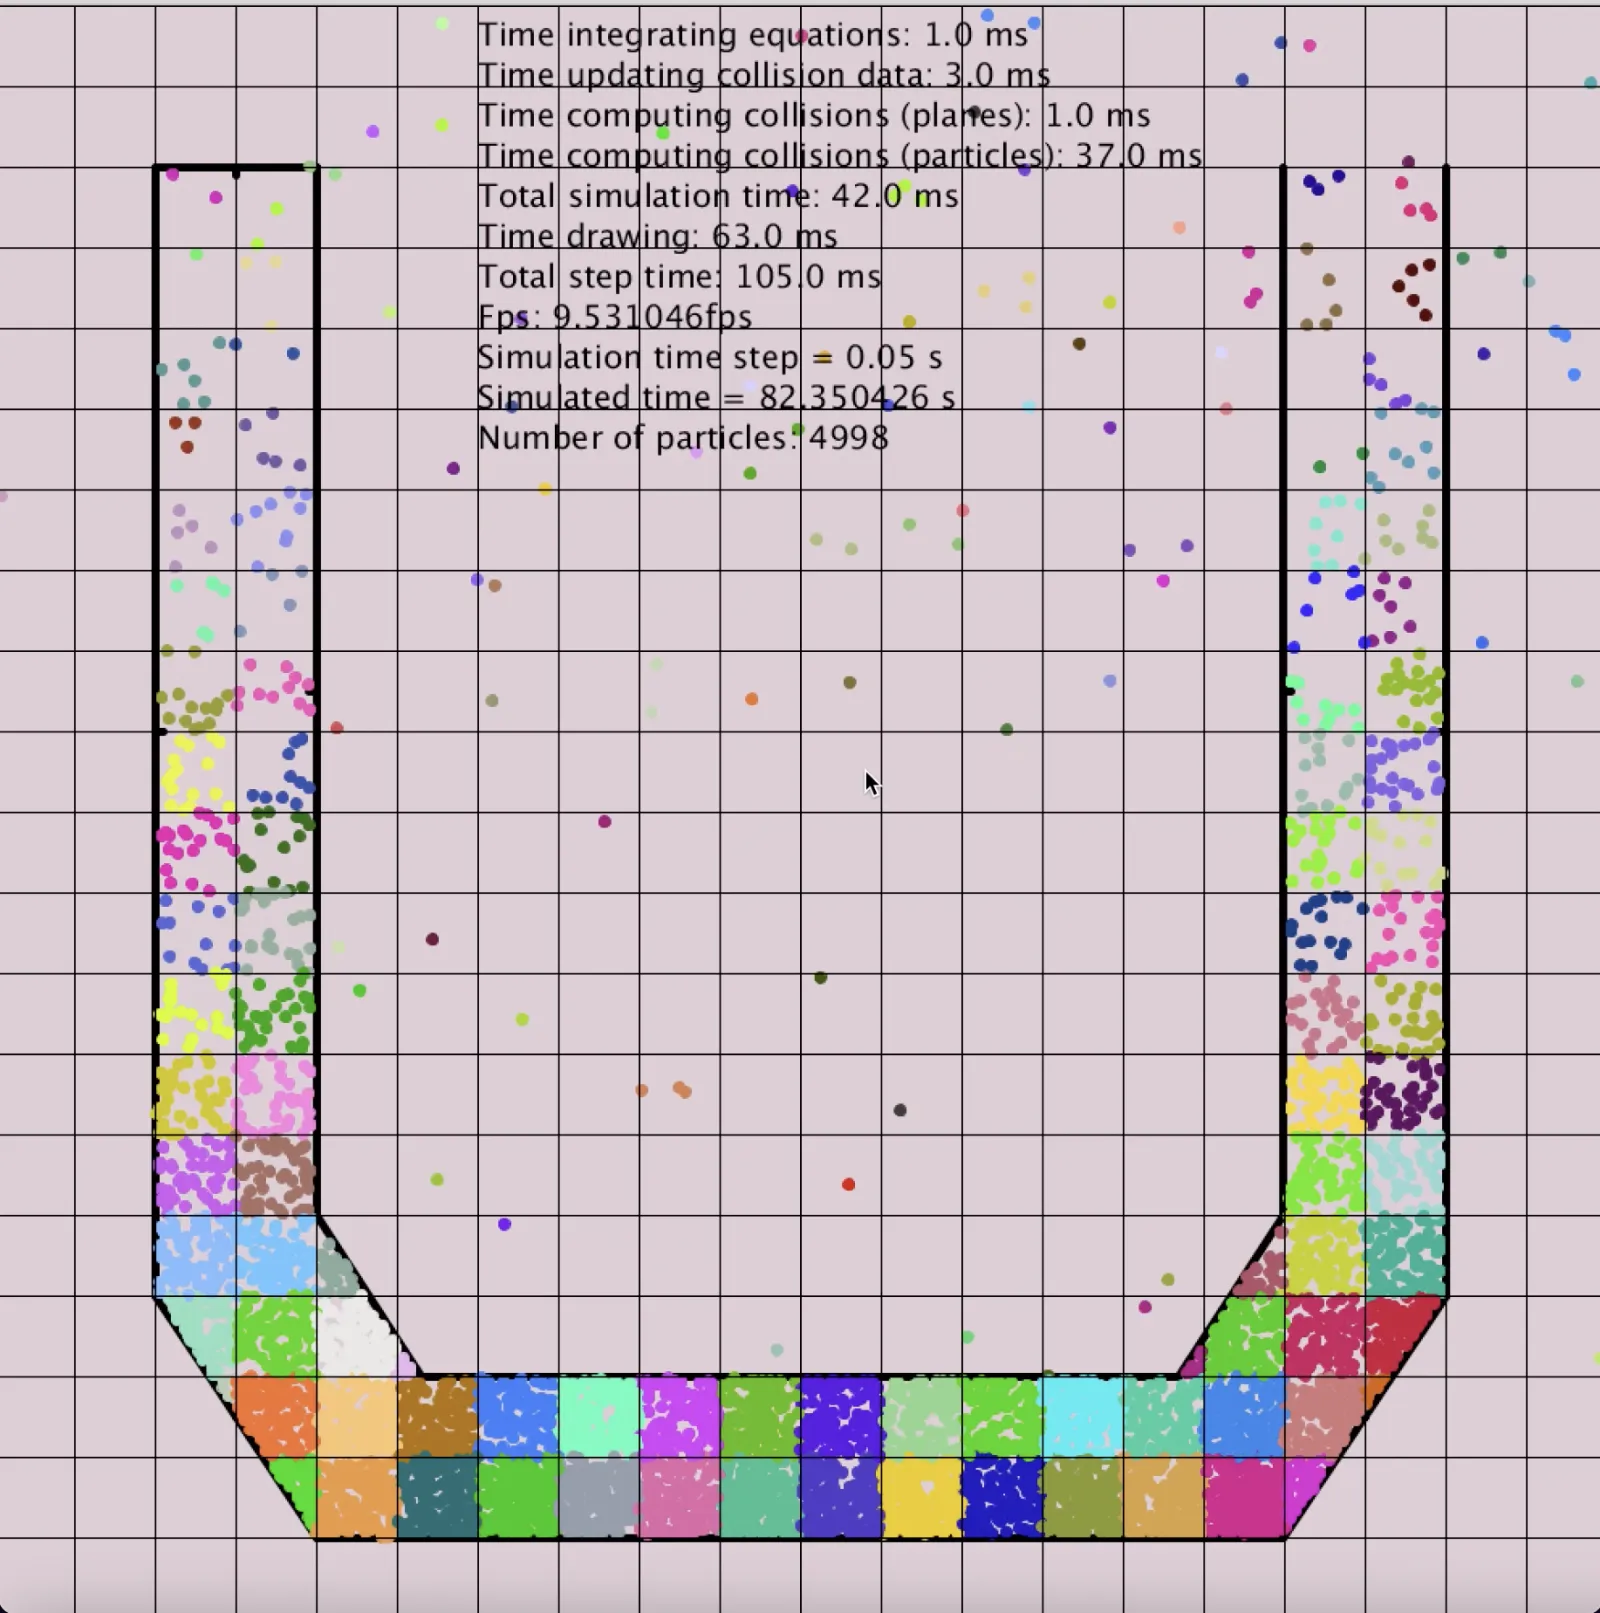 Time integrating equations: 1.0 ms
Time updating collision data: 3.0 ms
Time computing collisions (planes): 1.0 ms
Time computing collisions (particles): 37.0 ms
Total simulation time: 42.0 ms
Time drawing: 63.0 ms
Total step time: 105.0 ms
Fps: 9.531046fps
Simulation time step = 0.05 s
Simulated time = 82.350426 s
Number of particles: 4998